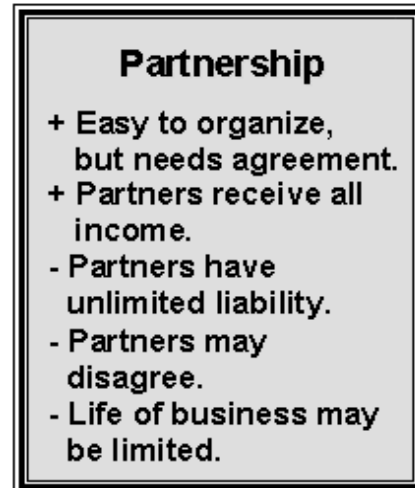 Partnership
+ Easy to organize,
but needs agreement.
+ Partners receive all
income.
- Partners have
unlimited liability.
- Partners may
disagree.
- Life of business may
be limited.